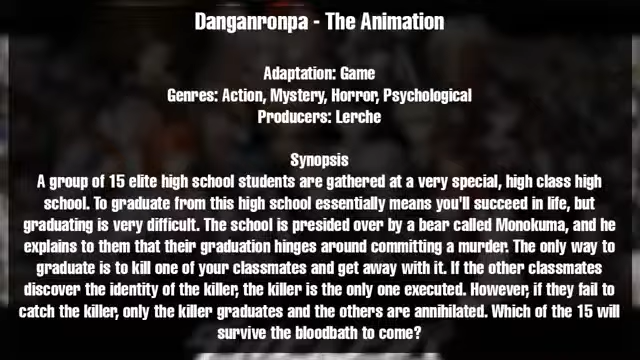 Danganronpa - The Animation
Adaptation: Game
Genres: Action, Mystery, Horror, Psychological
Producers: Lerche
Synopsis
A group of 15 elite high school students are gathered at a very special, high class high
school. To graduate from this high school essentially means you'll succeed in life, but
graduating is very difficult. The school is presided over by a bear called Monokuma, and he
explains to them that their graduation hinges around committing a murder. The only way to
graduate is to kill one of your classmates and get away with it. If the other classmates
discover the identity of the killer, the killer is the only one executed. However, if they fail to
catch the killer, only the killer graduates and the others are annihilated. Which of the 15 will
survive the bloodbath to come?